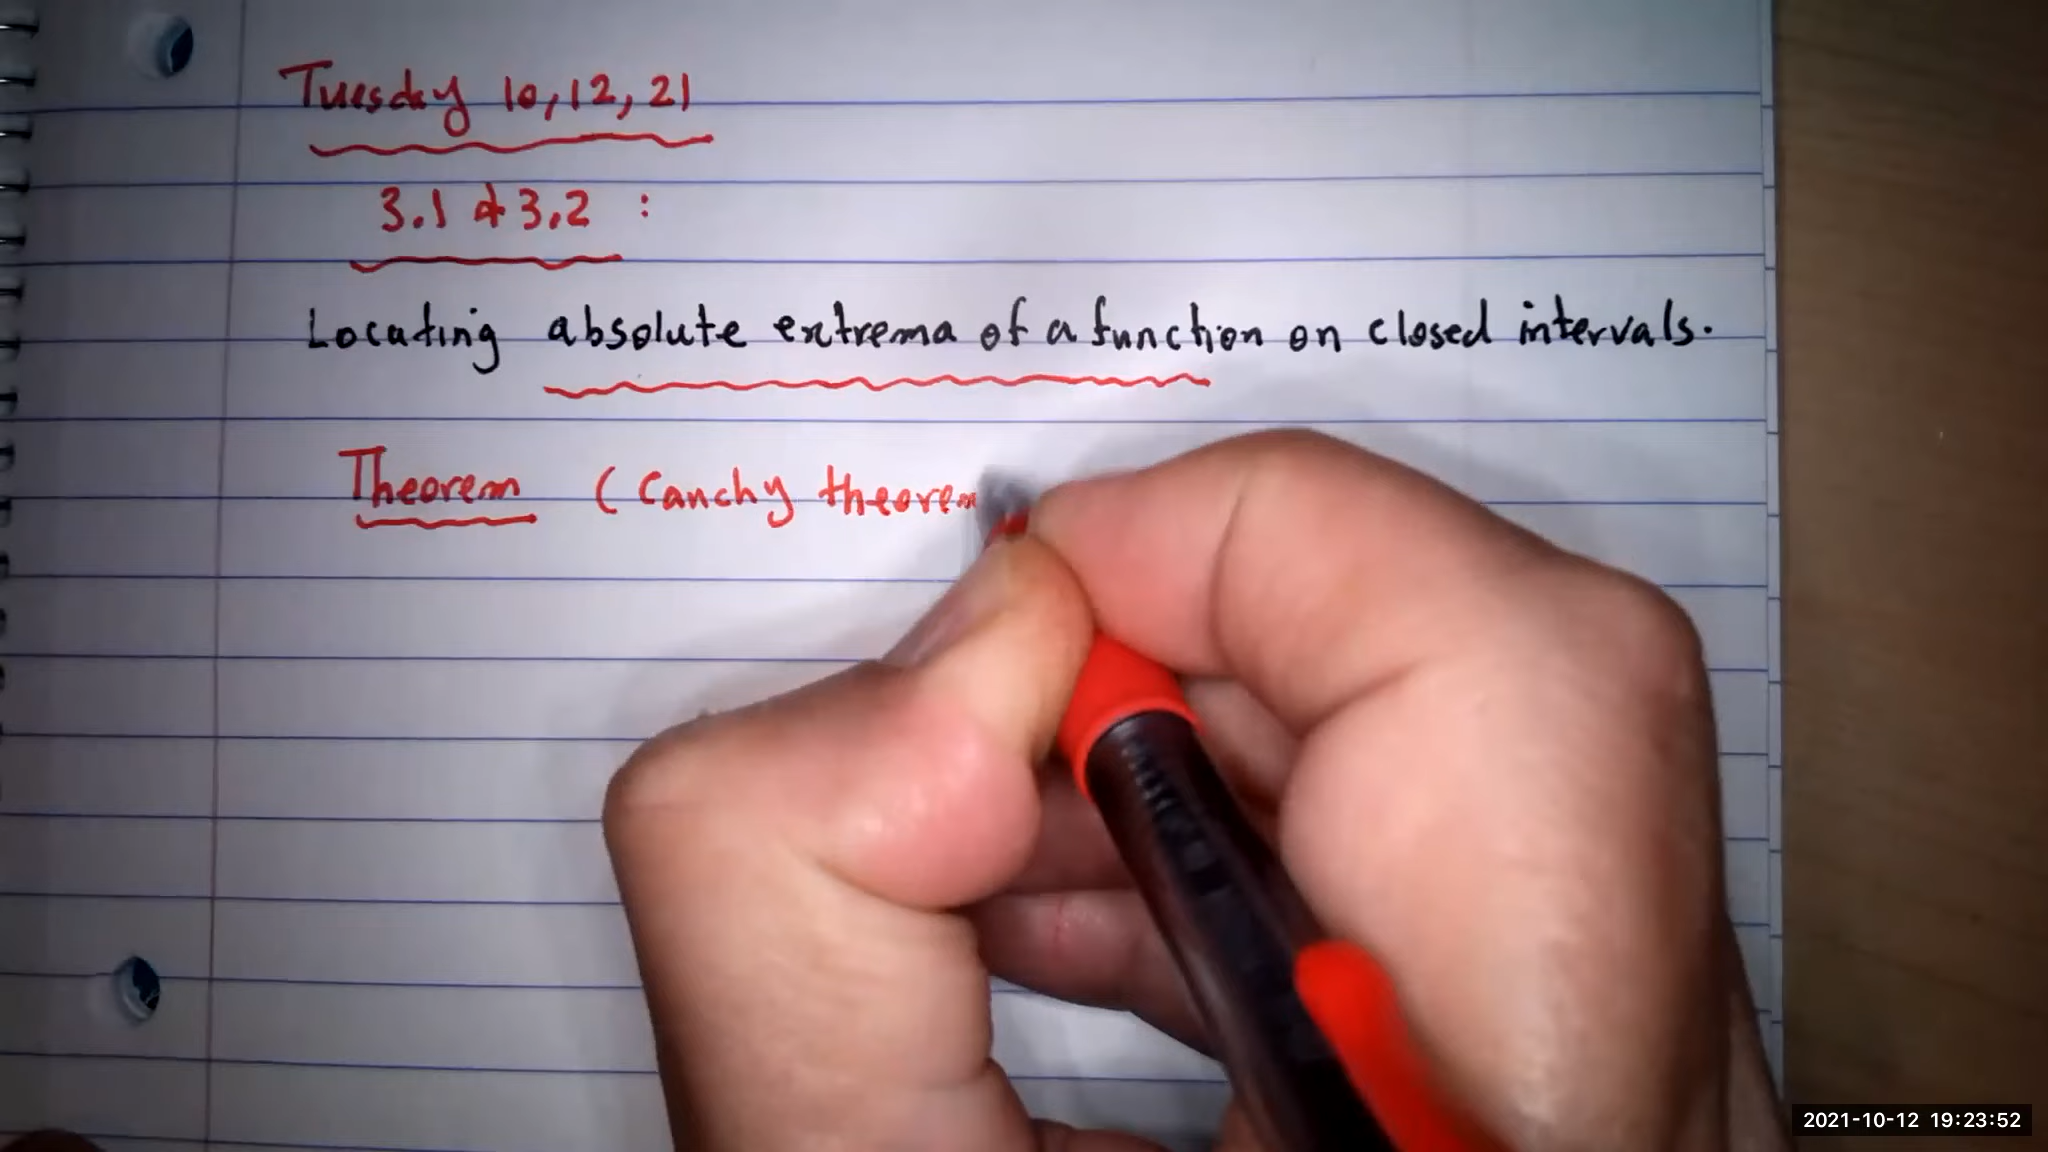 Tuesday 10,12,21
3.1 & 3.2 :
Locating absolute extrema of a function on closed intervals.
Theorem (Canchy theorem
2021-10-12 19:23:52